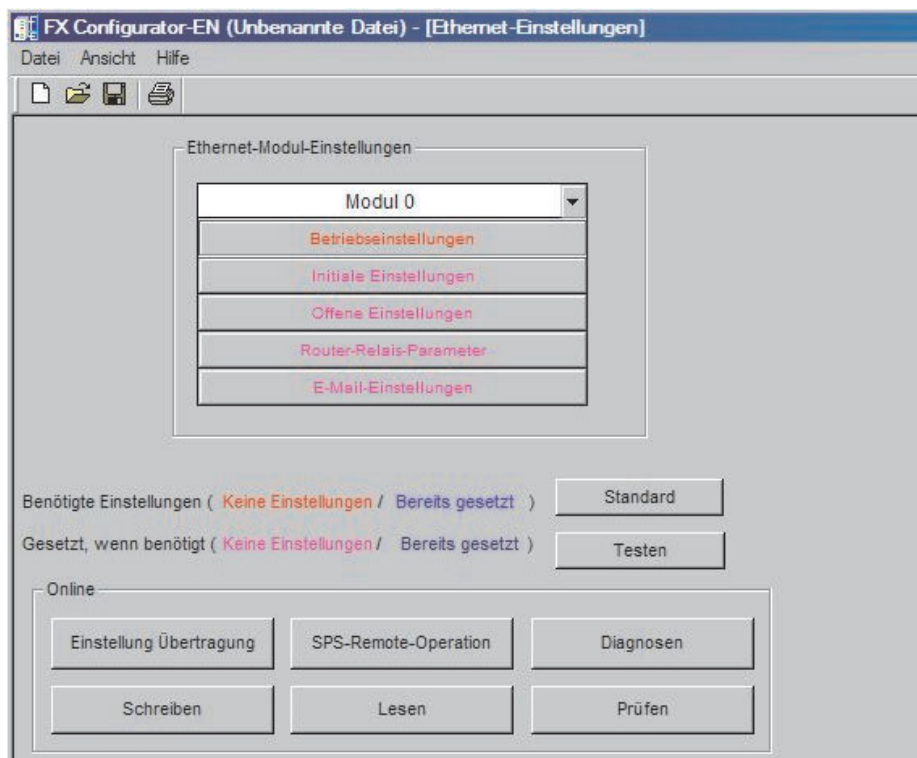 FX Configurator-EN (Unbenannte Datei) - [Ethernet-Einstellungen]
Datei Ansicht Hilfe
Ethernet-Modul-Einstellungen
Modul 0
Betriebseinstellungen
Initiale Einstellungen
Offene Einstellungen
Router-Relais-Parameter
E-Mail-Einstellungen
Benötigte Einstellungen ( Keine Einstellungen / Bereits gesetzt ) Standard
Gesetzt, wenn benötigt ( Keine Einstellungen / Bereits gesetzt ) Testen
Online
Einstellung Übertragung SPS-Remote-Operation Diagnosen
Schreiben Lesen Prüfen